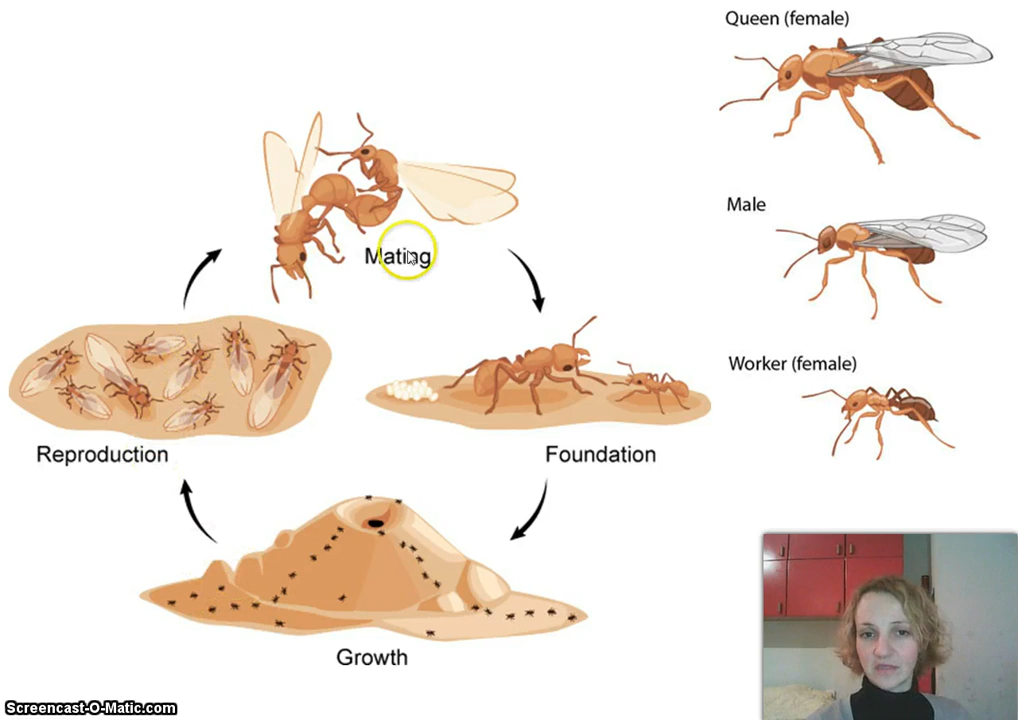 Queen (female)
Male
Mating
Worker (female)
Reproduction
Foundation
Growth
Screencast-O-Matic.com